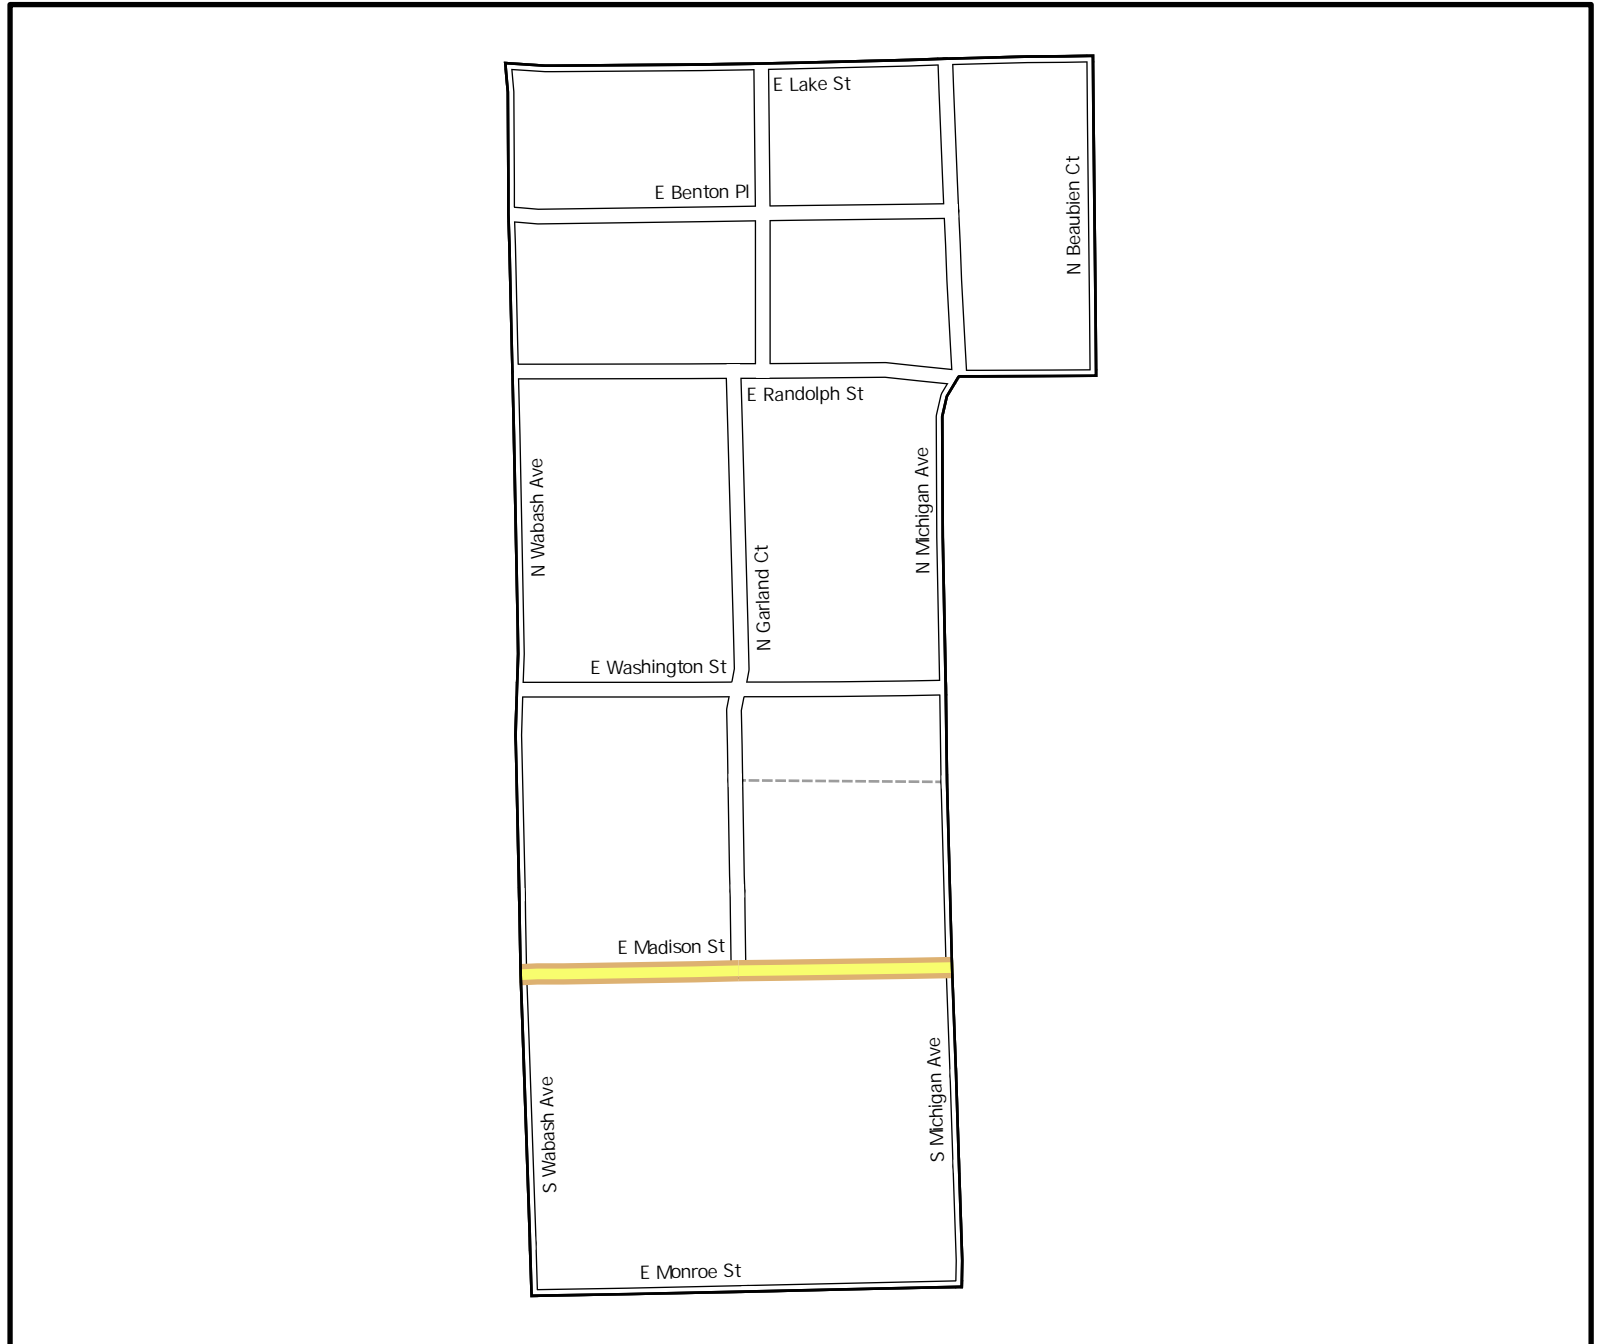 E Lake St
E Benton Pl
N Beaubien Ct
E Randolph St
N Wabash Ave
N Michigan Ave
N Garland Ct
E Washington St
E Madison St
S Wabash Ave
S Michigan Ave
E Monroe St